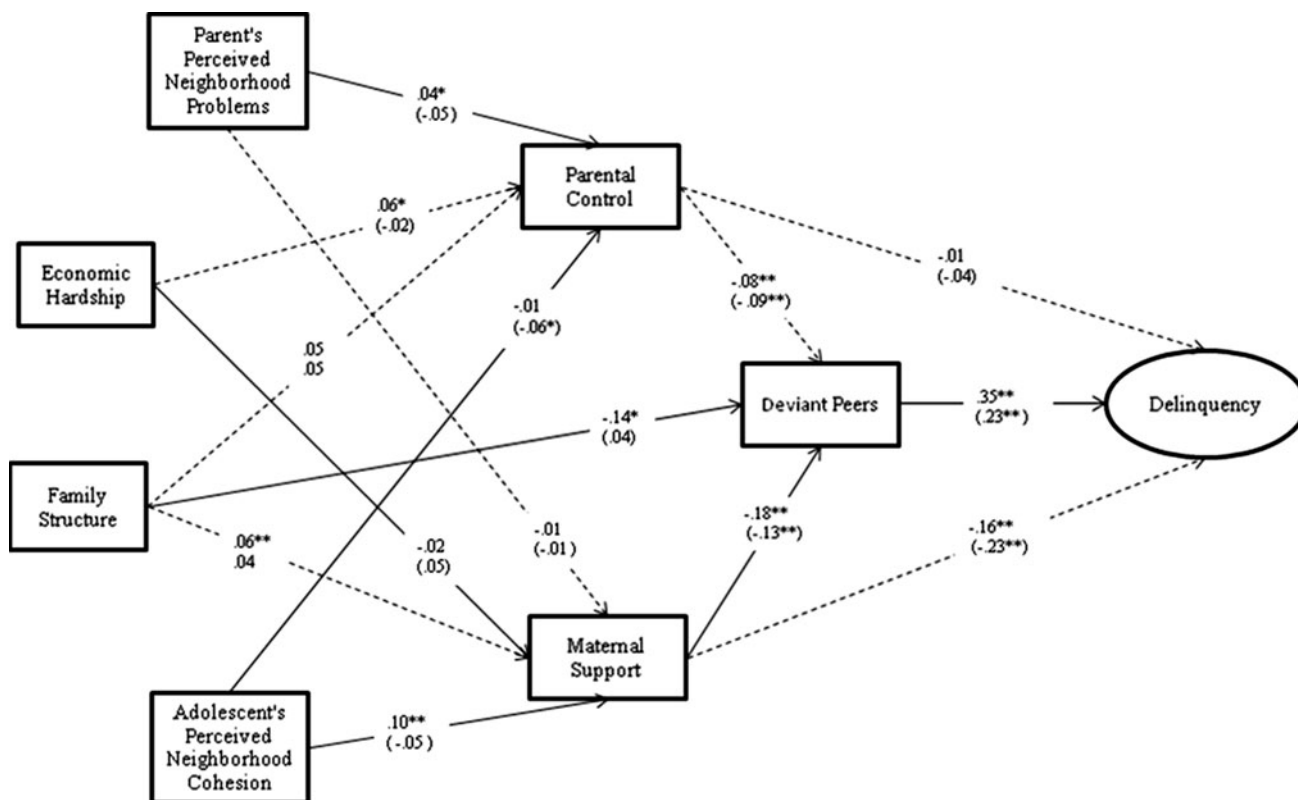 Parent's
Perceived
Neighborhood
Problems
.04*
(-.05)
Parental
Control
.06*
(-.02)
Economic
Hardship
-.01
(-.04)
-.08**
(- .09**)
-.01
(-.06*)
.05
.05
Deviant Peers
.35**
(.23**)
Delinquency
-.14*
(.04)
Family
Structure
.06**
.04
-.02
(.05)
-.01
(-.01)
-.18**
(-.13**)
-.16**
(-.23**)
Maternal
Support
Adolescent's
Perceived
Neighborhood
Cohesion
.10**
(-.05)